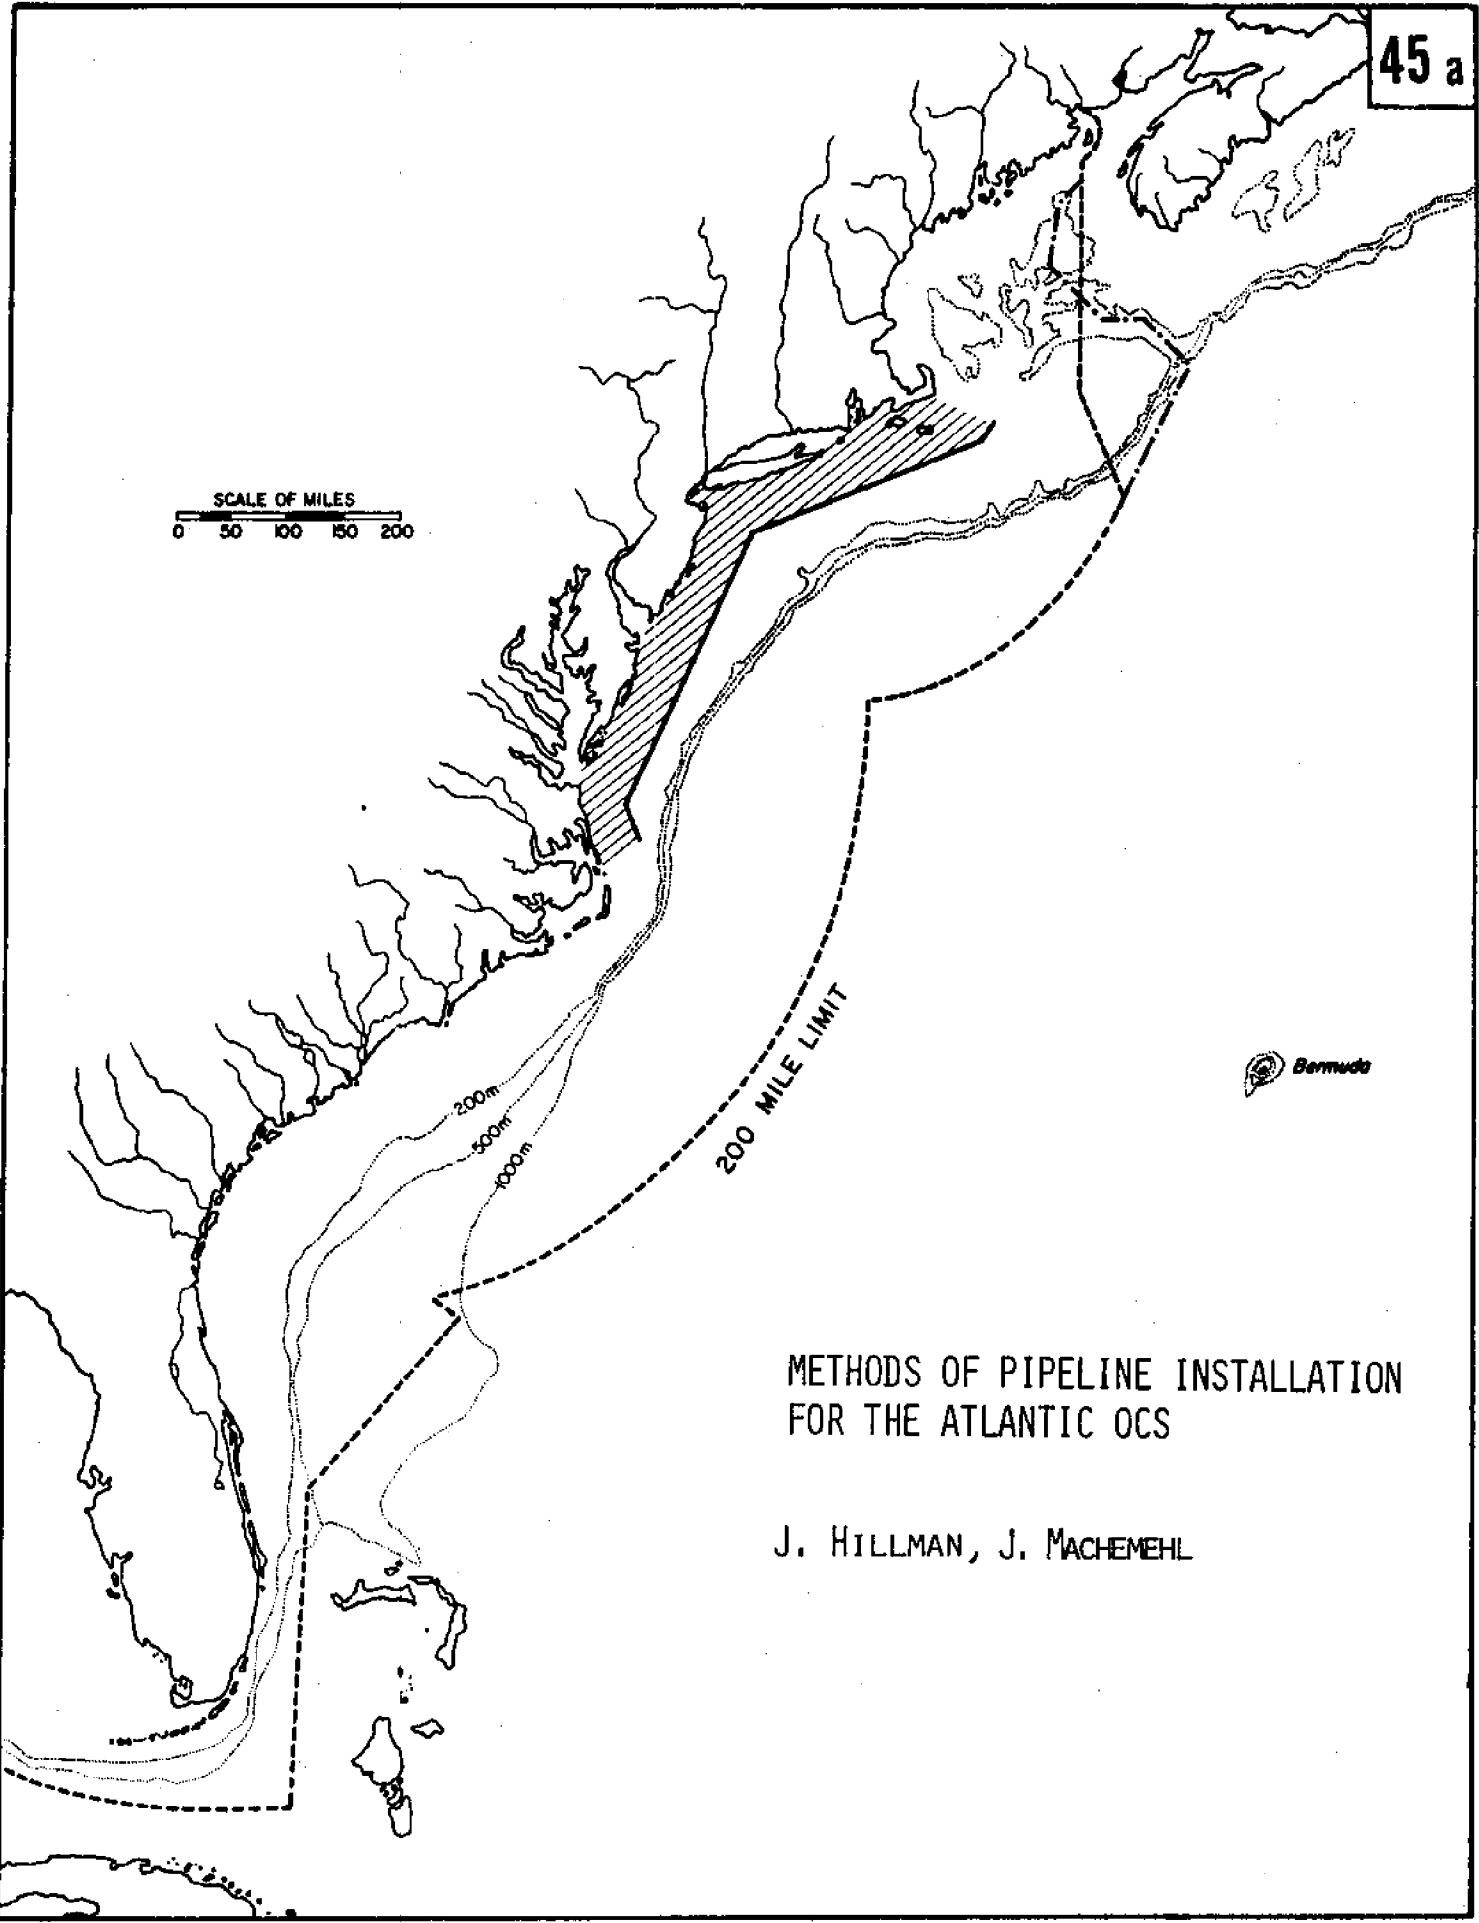 45 a
SCALE OF MILES
0 50 100 150 200
200 MILE LIMIT
Bermuda
200m
500m
1000m
METHODS OF PIPELINE INSTALLATION
FOR THE ATLANTIC OCS
J. HILLMAN, J. MACHEMEHL